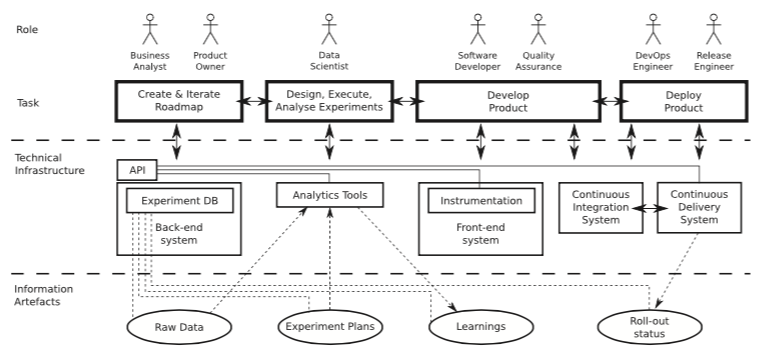 Role
Business
Analyst
Product
Owner
Data
Scientist
Software
Developer
Quality
Assurance
DevOps
Engineer
Release
Engineer
Task
Create & Iterate
Roadmap
Design, Execute,
Analyse Experiments
Develop
Product
Deploy
Product
Technical
Infrastructure
API
Experiment DB
Back-end
system
Analytics Tools
Instrumentation
Front-end
system
Continuous
Integration
System
Continuous
Delivery
System
Information
Artefacts
Raw Data
Experiment Plans
Learnings
Roll-out
status